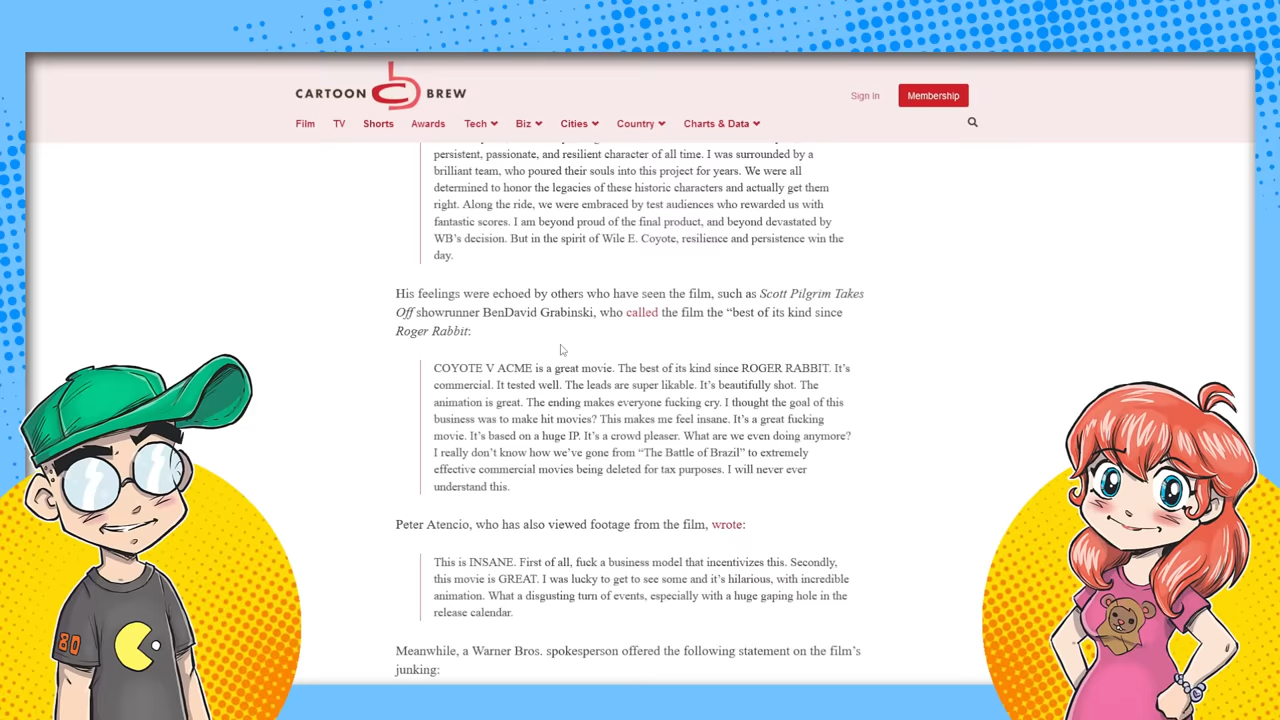 CARTOON BREW
Sign In
Membership
Film TV Shorts Awards Tech Biz Cities Country Charts & Data
persistent, passionate, and resilient character of all time. I was surrounded by a
brilliant team, who poured their souls into this project for years. We were all
determined to honor the legacies of these historic characters and actually get them
right. Along the ride, we were embraced by test audiences who rewarded us with
fantastic scores. I am beyond proud of the final product, and beyond devastated by
WB's decision. But in the spirit of Wile E. Coyote, resilience and persistence win the
day.
His feelings were echoed by others who have seen the film, such as Scott Pilgrim Takes
Off showrunner BenDavid Grabinski, who called the film the “best of its kind since
Roger Rabbit:
COYOTE V ACME is a great movie. The best of its kind since ROGER RABBIT. It's
commercial. It tested well. The leads are super likable. It's beautifully shot. The
animation is great. The ending makes everyone fucking cry. I thought the goal of this
business was to make hit movies? This makes me feel insane. It's a great fucking
movie. It's based on a huge IP. It's a crowd pleaser. What are we even doing anymore?
I really don't know how we've gone from “The Battle of Brazil” to extremely
effective commercial movies being deleted for tax purposes. I will never ever
understand this.
Peter Atencio, who has also viewed footage from the film, wrote:
This is INSANE. First of all, fuck a business model that incentivizes this. Secondly,
this movie is GREAT. I was lucky to get to see some and it's hilarious, with incredible
animation. What a disgusting turn of events, especially with a huge gaping hole in the
release calendar.
Meanwhile, a Warner Bros. spokesperson offered the following statement on the film's
junking:
80